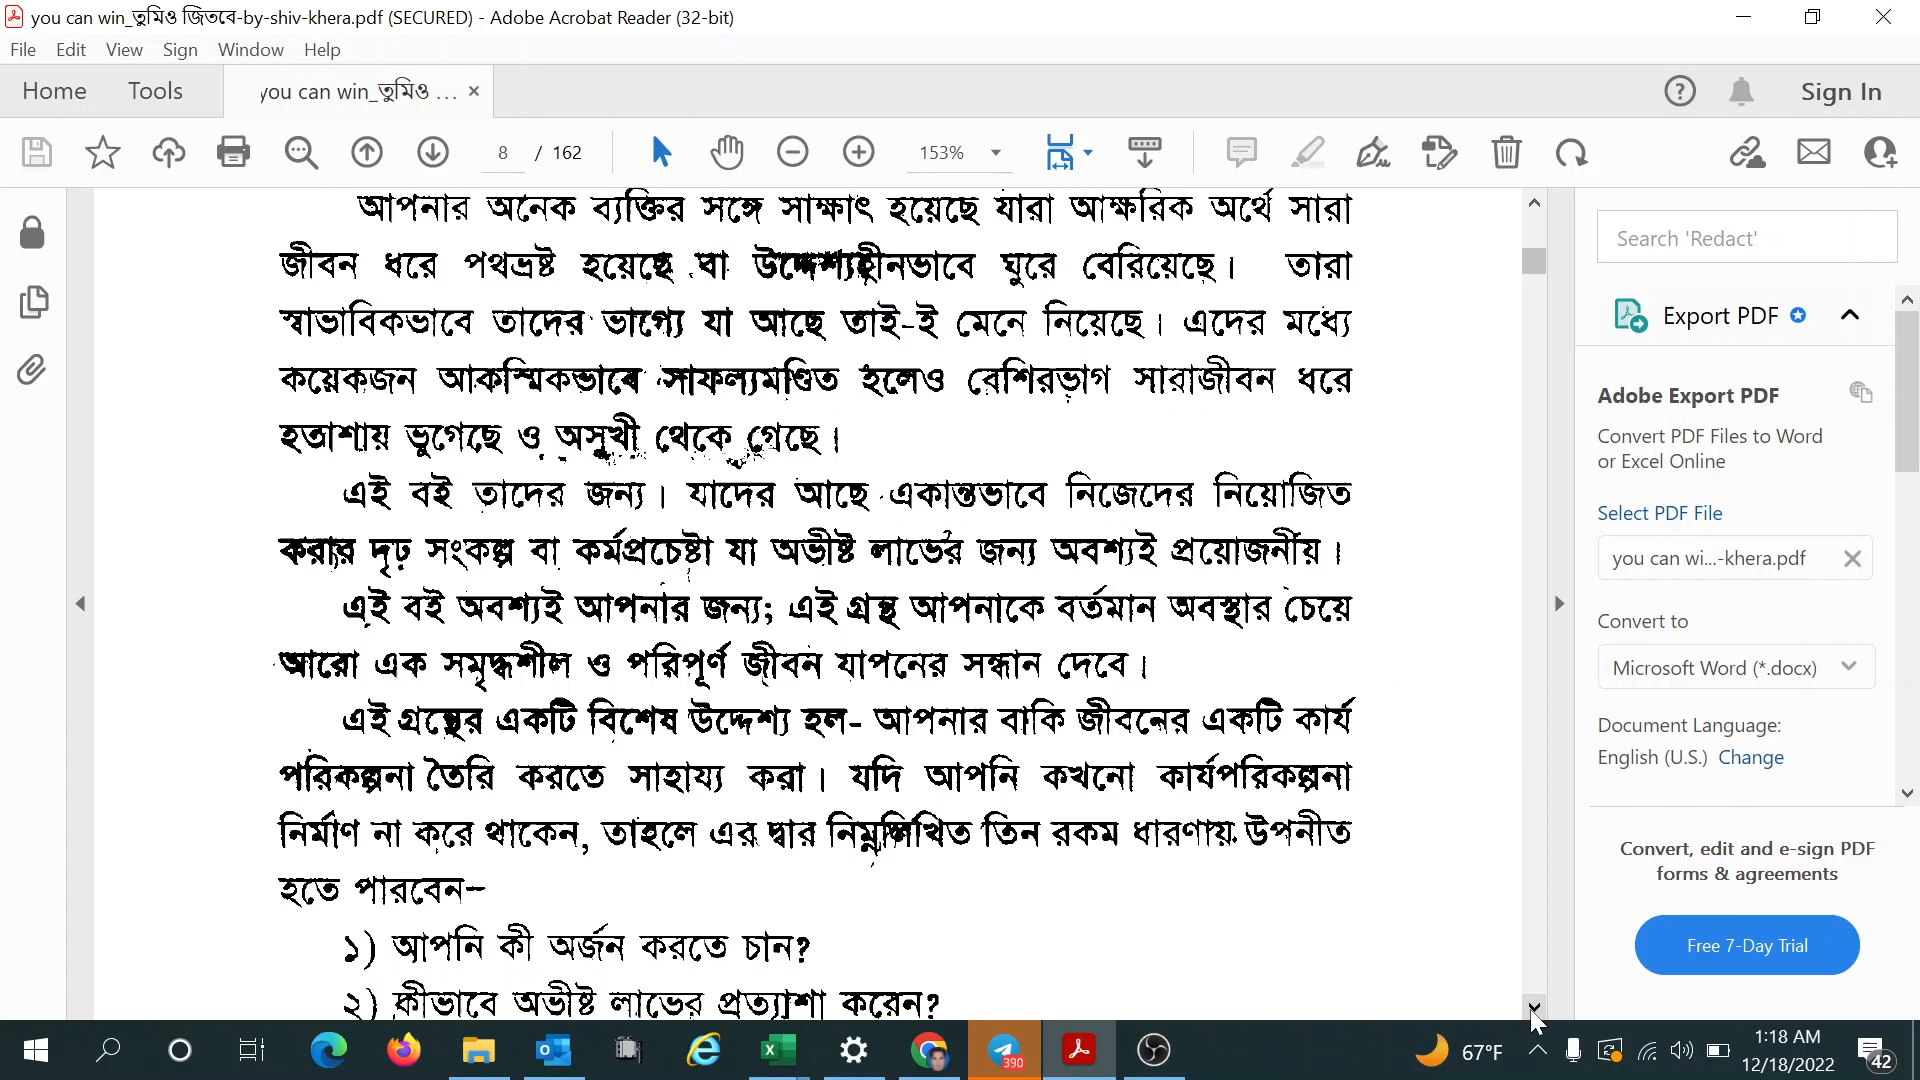 you can win_তুমিও জিতবে-by-shiv-khera.pdf (SECURED) - Adobe Acrobat Reader (32-bit)
File Edit View Sign Window Help
Home Tools you can win_তুমিও ... × Sign In
8 / 162 153%
আপনার অনেক ব্যক্তির সঙ্গে সাক্ষাৎ হয়েছে যারা আক্ষরিক অর্থে সারা
জীবন ধরে পথভ্রষ্ট হয়েছে বা উদ্দেশ্যহীনভাবে ঘুরে বেরিয়েছে। তারা
স্বাভাবিকভাবে তাদের ভাগ্যে যা আছে তাই-ই মেনে নিয়েছে। এদের মধ্যে
কয়েকজন আকস্মিকভাবে সাফল্যমণ্ডিত হলেও বেশিরভাগ সারাজীবন ধরে
হতাশায় ভুগেছে ও অসুখী থেকে গেছে।
এই বই তাদের জন্য। যাদের আছে একান্তভাবে নিজেদের নিয়োজিত
করার দৃঢ় সংকল্প বা কর্মপ্রচেষ্টা যা অভীষ্ট লাভের জন্য অবশ্যই প্রয়োজনীয়।
এই বই অবশ্যই আপনার জন্য; এই গ্রন্থ আপনাকে বর্তমান অবস্থার চেয়ে
আরো এক সমৃদ্ধশীল ও পরিপূর্ণ জীবন যাপনের সন্ধান দেবে।
এই গ্রন্থের একটি বিশেষ উদ্দেশ্য হল- আপনার বাকি জীবনের একটি কার্য
পরিকল্পনা তৈরি করতে সাহায্য করা। যদি আপনি কখনো কার্যপরিকল্পনা
নির্মাণ না করে থাকেন, তাহলে এর দ্বার নিম্নলিখিত তিন রকম ধারণায় উপনীত
হতে পারবেন–
১) আপনি কী অর্জন করতে চান?
২) কীভাবে অভীষ্ট লাভের প্রত্যাশা করেন?
Search 'Redact'
Export PDF
Adobe Export PDF
Convert PDF Files to Word
or Excel Online
Select PDF File
you can wi...-khera.pdf
Convert to
Microsoft Word (*.docx)
Document Language:
English (U.S.) Change
Convert, edit and e-sign PDF
forms & agreements
Free 7-Day Trial
390
67°F
1:18 AM
12/18/2022
42